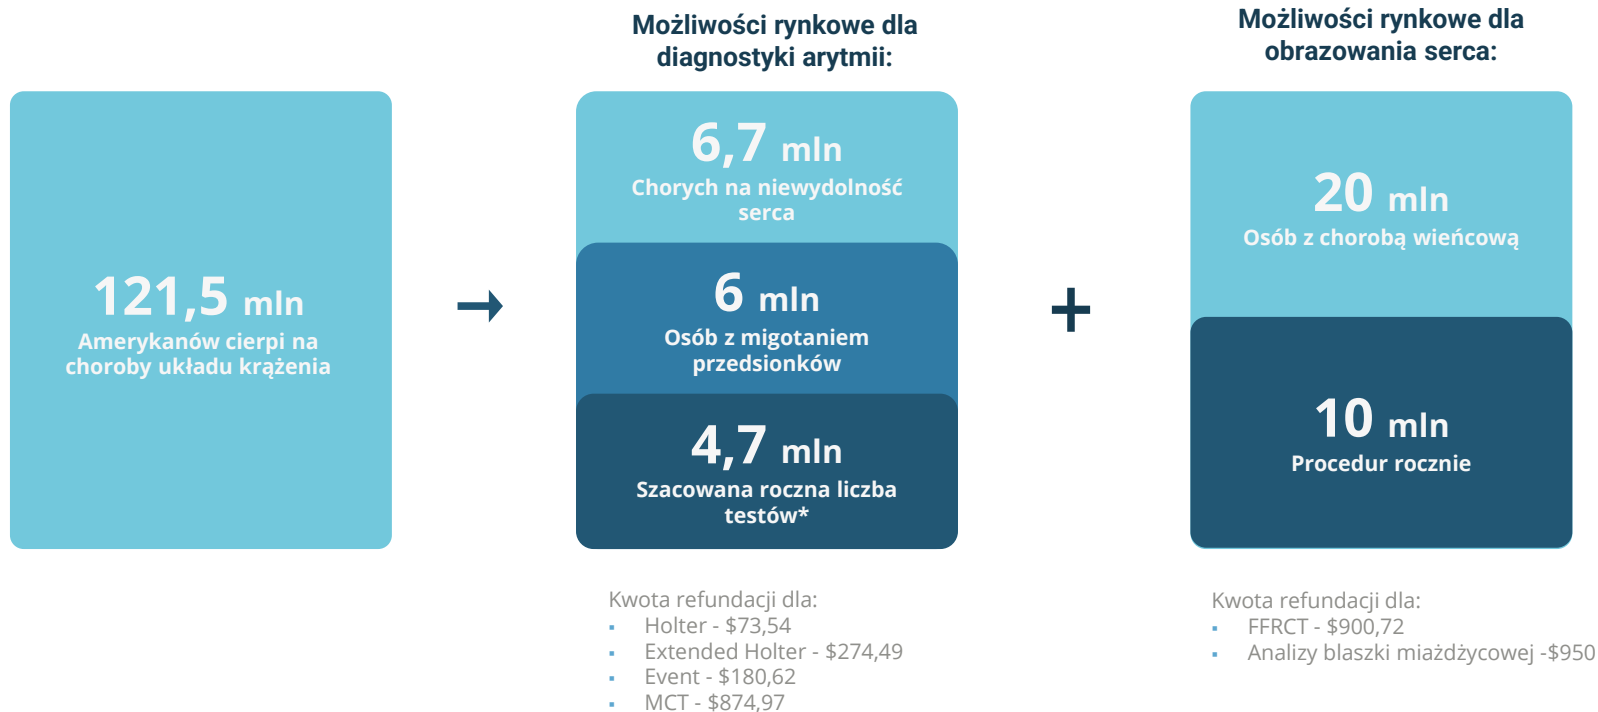 121,5 mln
Amerykanów cierpi na
choroby układu krążenia
Możliwości rynkowe dla
diagnostyki arytmii:
6,7 mln
Chorych na niewydolność
serca
6 mln
Osób z migotaniem
przedsionków
4,7 mln
Szacowana roczna liczba
testów*
Kwota refundacji dla:
▪ Holter - $73,54
▪ Extended Holter - $274,49
▪ Event - $180,62
▪ MCT - $874,97
+
Możliwości rynkowe dla
obrazowania serca:
20 mln
Osób z chorobą wieńcową
10 mln
Procedur rocznie
Kwota refundacji dla:
▪ FFRCT - $900,72
▪ Analizy blaszki miażdżycowej -$950